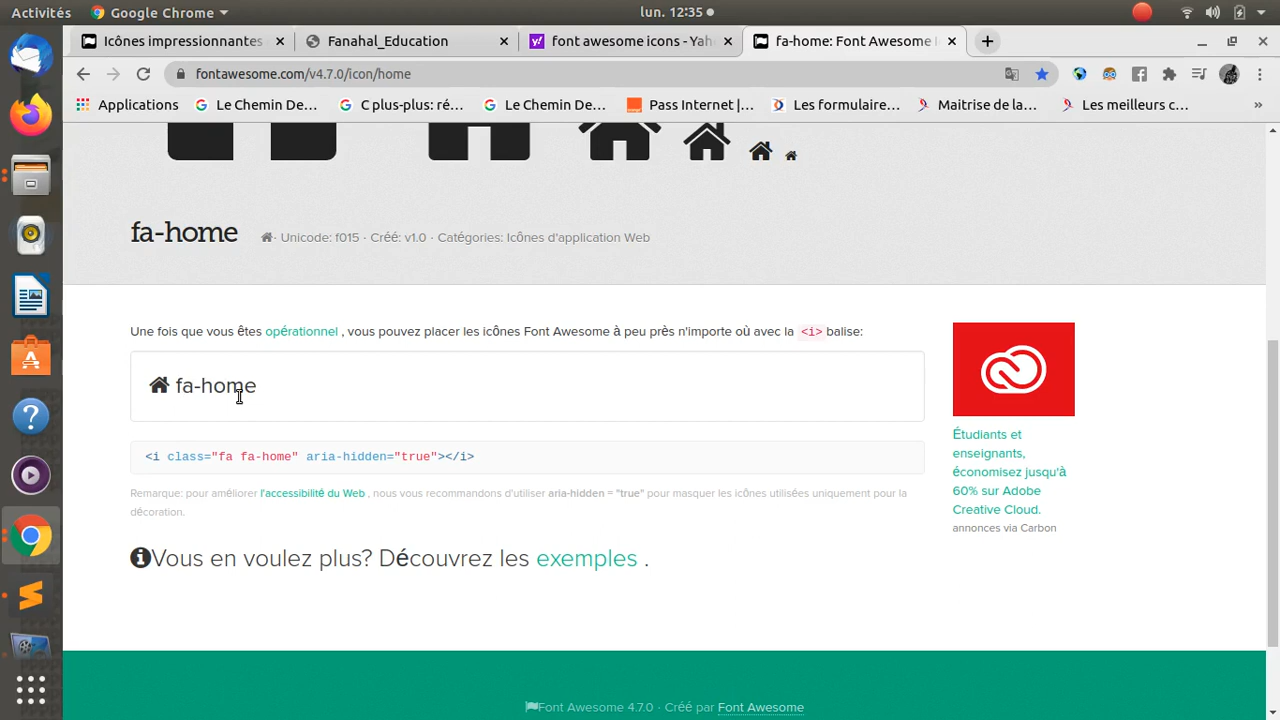 Activités
Google Chrome
lun. 12:35
Icônes impressionnantes
Fanahal_Education
font awesome icons - Yah
fa-home: Font Awesome I
fontawesome.com/v4.7.0/icon/home
Applications
Le Chemin De...
C plus-plus: ré...
Le Chemin De...
Pass Internet |...
Les formulaire...
Maitrise de la...
Les meilleurs c...
»
fa-home
· Unicode: f015 · Créé: v1.0 · Catégories: Icônes d'application Web
Une fois que vous êtes opérationnel , vous pouvez placer les icônes Font Awesome à peu près n'importe où avec la <i> balise:
fa-home
<i class="fa fa-home" aria-hidden="true"></i>
Remarque: pour améliorer l'accessibilité du Web , nous vous recommandons d'utiliser aria-hidden = "true" pour masquer les icônes utilisées uniquement pour la
décoration.
Vous en voulez plus? Découvrez les exemples .
Étudiants et
enseignants,
économisez jusqu'à
60% sur Adobe
Creative Cloud.
annonces via Carbon
Font Awesome 4.7.0 · Créé par Font Awesome